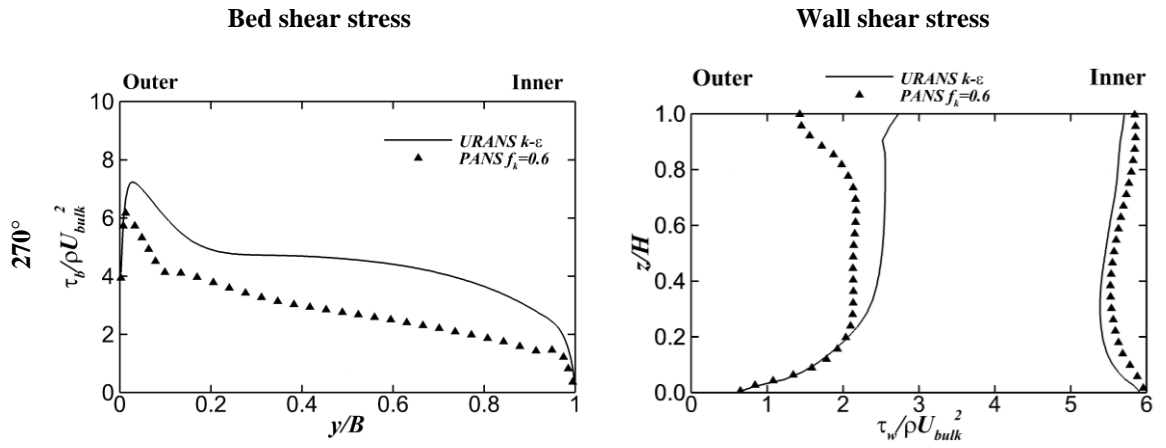 Bed shear stress
Wall shear stress
270°
Outer
Inner
URANS k-ε
PANS fk=0.6
10
8
6
4
2
0
τb/ρUbulk²
0
0.2
0.4
0.6
0.8
1
y/B
URANS k-ε
PANS fk=0.6
Outer
Inner
1.0
0.8
0.6
0.4
0.2
0.0
z/H
0
1
2
3
4
5
6
τw/ρUbulk²